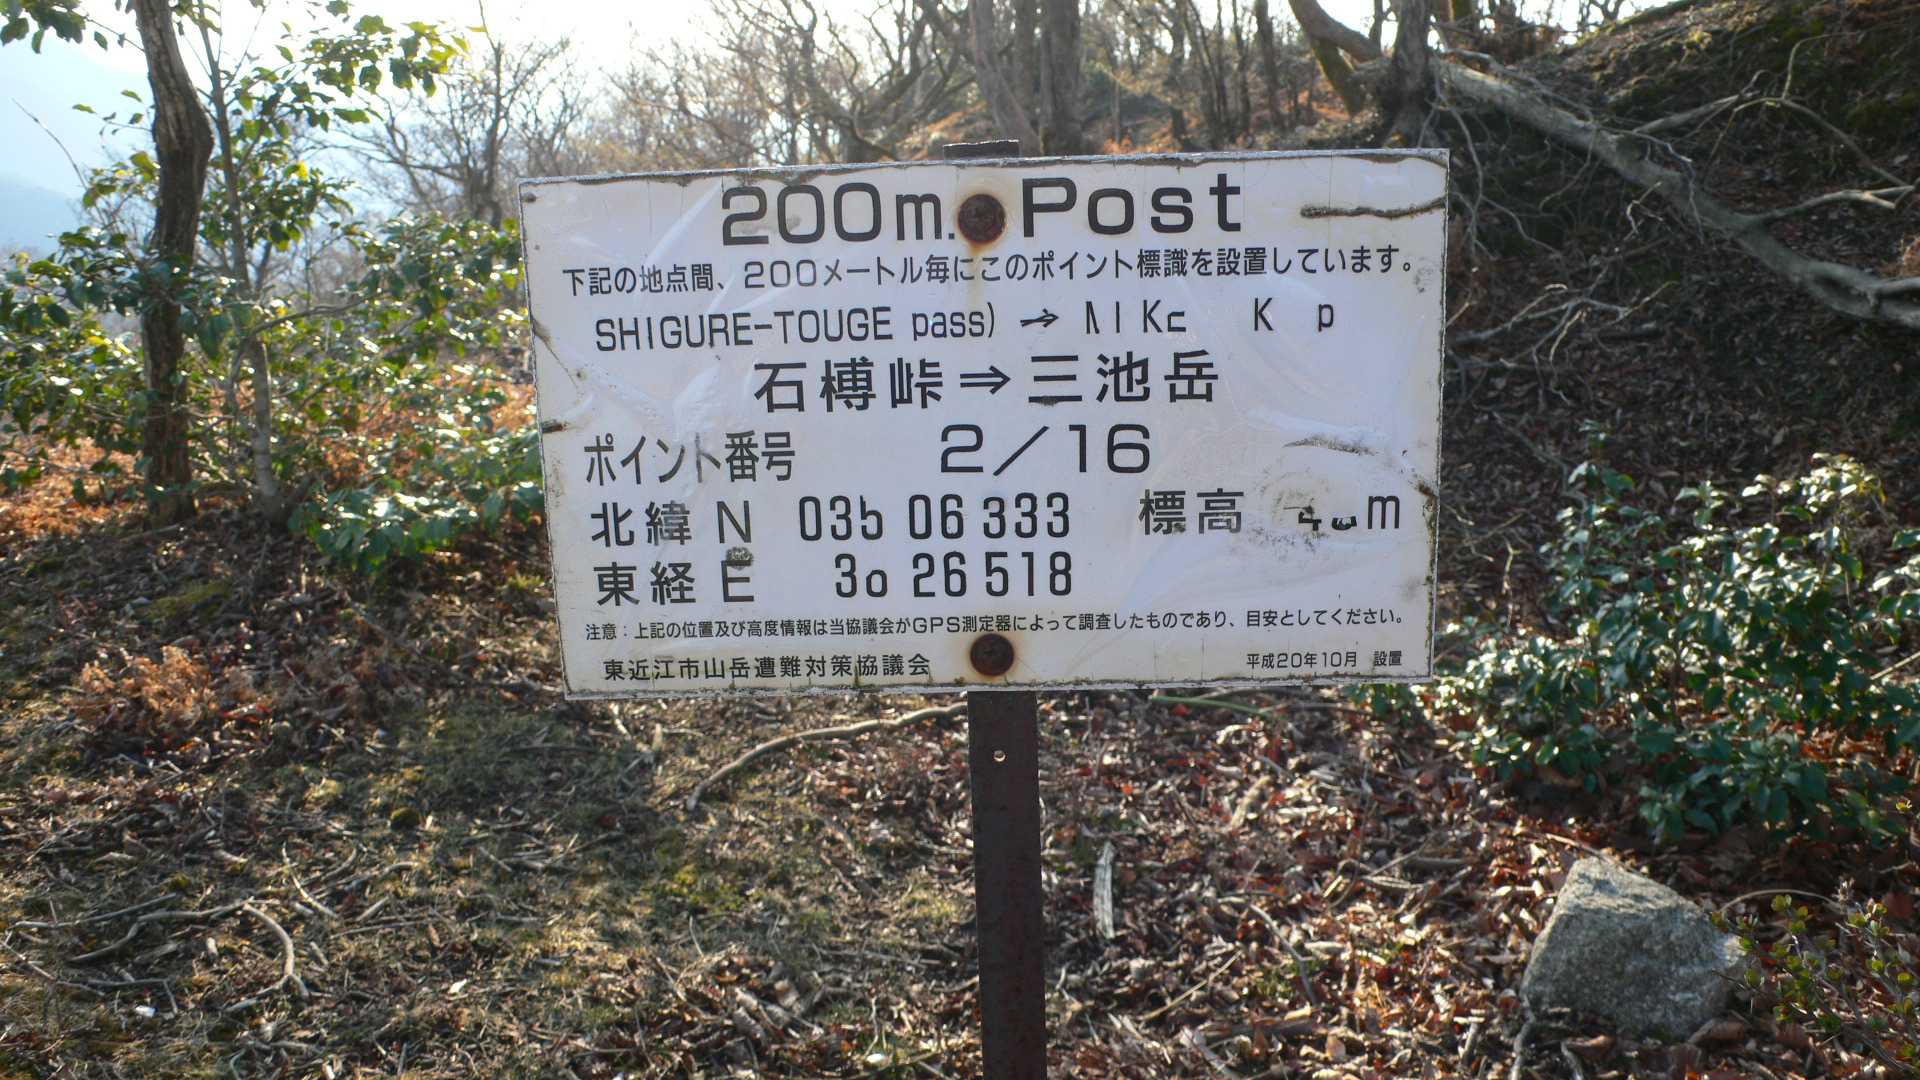 200m. Post
下記の地点間、200メートル毎にこのポイント標識を設置しています。
SHIGURE-TOUGE pass) →
石榑峠⇒三池岳
ポイント番号 2/16
北緯 N 06 333 標高 m
東経 E 26 518
注意：上記の位置及び高度情報は当協議会がGPS測定器によって調査したものであり、目安としてください。
東近江市山岳遭難対策協議会 平成20年10月 設置